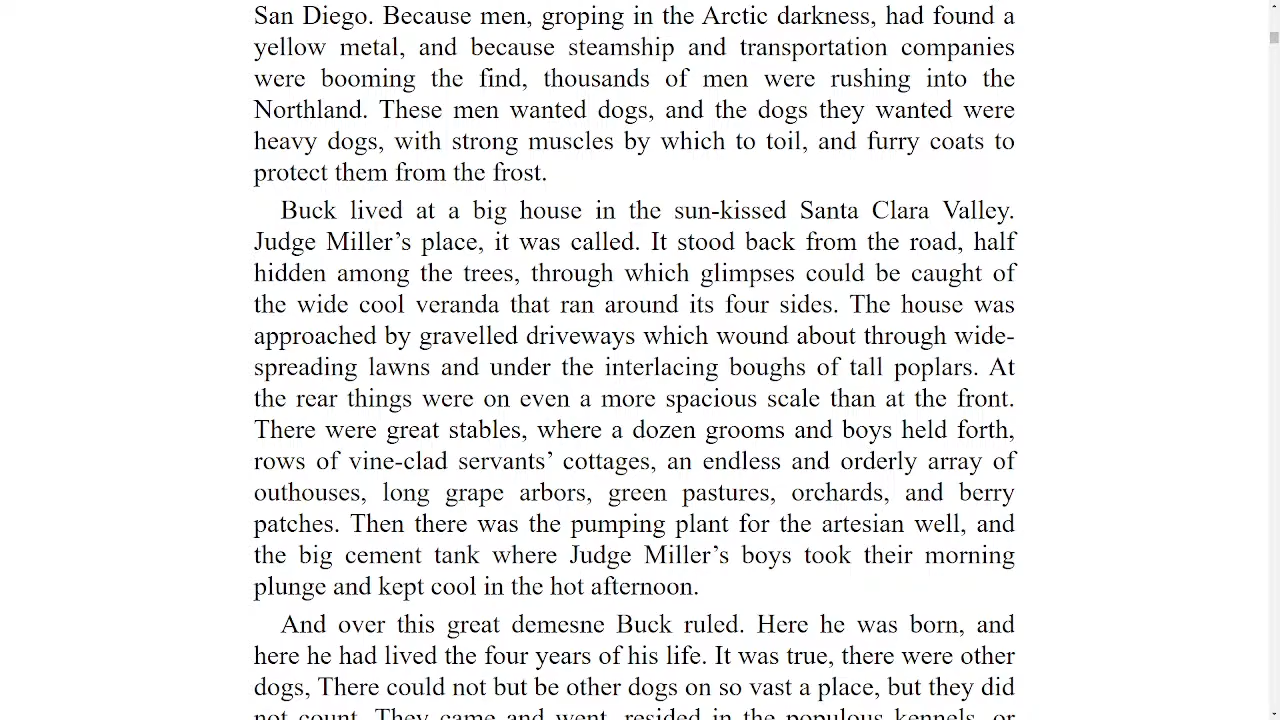 San Diego. Because men, groping in the Arctic darkness, had found a
yellow metal, and because steamship and transportation companies
were booming the find, thousands of men were rushing into the
Northland. These men wanted dogs, and the dogs they wanted were
heavy dogs, with strong muscles by which to toil, and furry coats to
protect them from the frost.
Buck lived at a big house in the sun-kissed Santa Clara Valley.
Judge Miller’s place, it was called. It stood back from the road, half
hidden among the trees, through which glimpses could be caught of
the wide cool veranda that ran around its four sides. The house was
approached by gravelled driveways which wound about through wide-
spreading lawns and under the interlacing boughs of tall poplars. At
the rear things were on even a more spacious scale than at the front.
There were great stables, where a dozen grooms and boys held forth,
rows of vine-clad servants’ cottages, an endless and orderly array of
outhouses, long grape arbors, green pastures, orchards, and berry
patches. Then there was the pumping plant for the artesian well, and
the big cement tank where Judge Miller’s boys took their morning
plunge and kept cool in the hot afternoon.
And over this great demesne Buck ruled. Here he was born, and
here he had lived the four years of his life. It was true, there were other
dogs, There could not but be other dogs on so vast a place, but they did
not count. They came and went, resided in the populous kennels, or